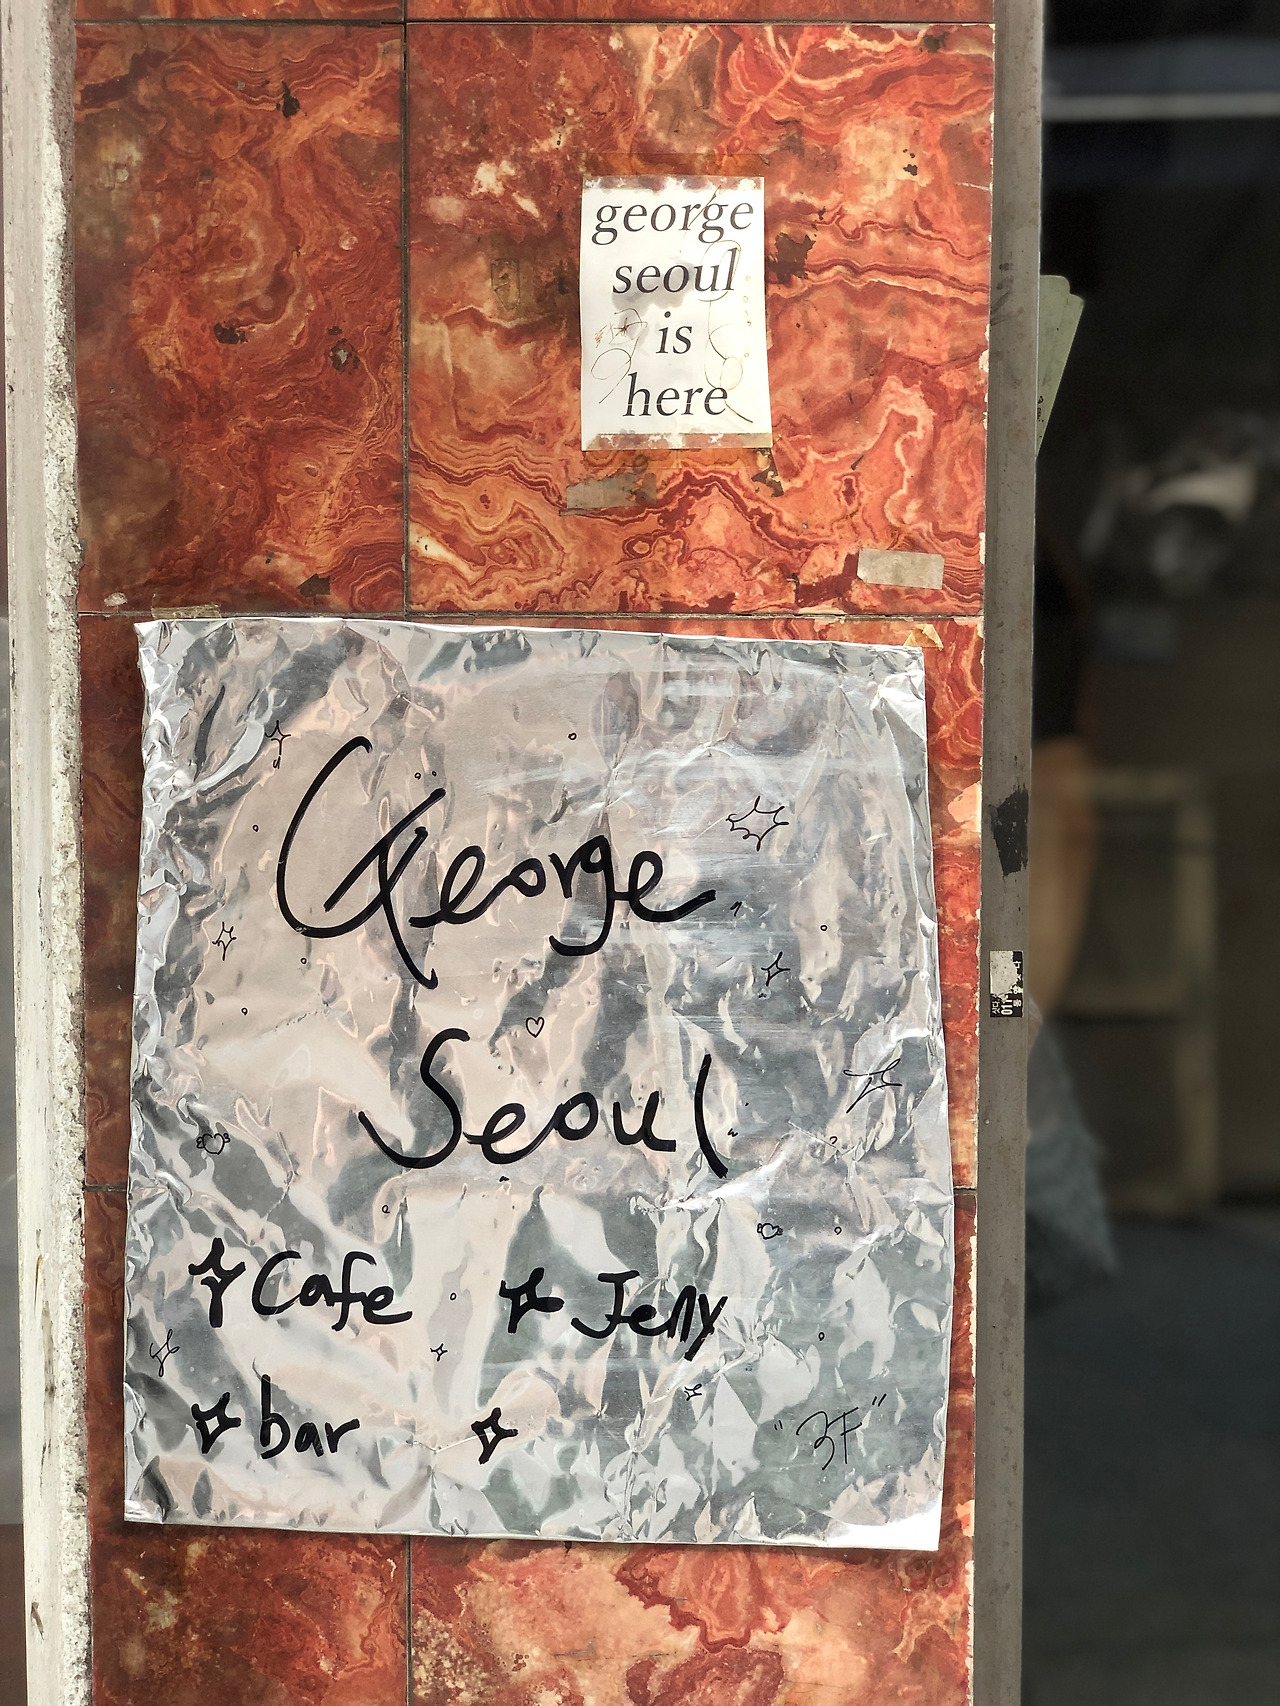 george
seoul
is
here
George
Seoul
Cafe Jelly
bar
"3F"